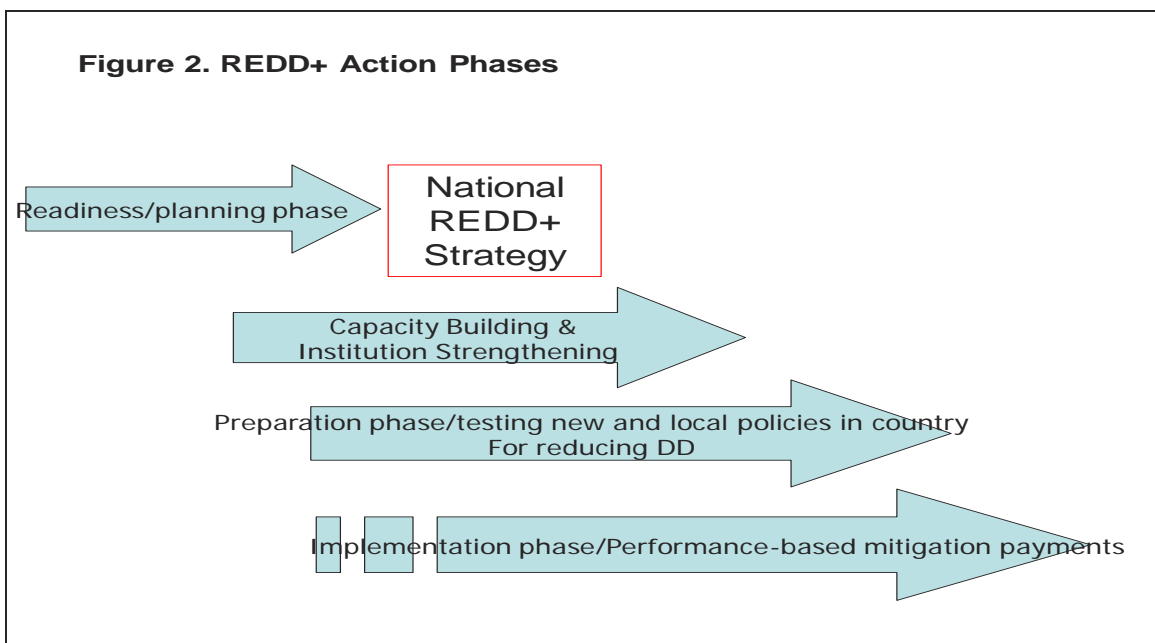 Figure 2. REDD+ Action Phases
Readiness/planning phase
National
REDD+
Strategy
Capacity Building &
Institution Strengthening
Preparation phase/testing new and local policies in country
For reducing DD
Implementation phase/Performance-based mitigation payments